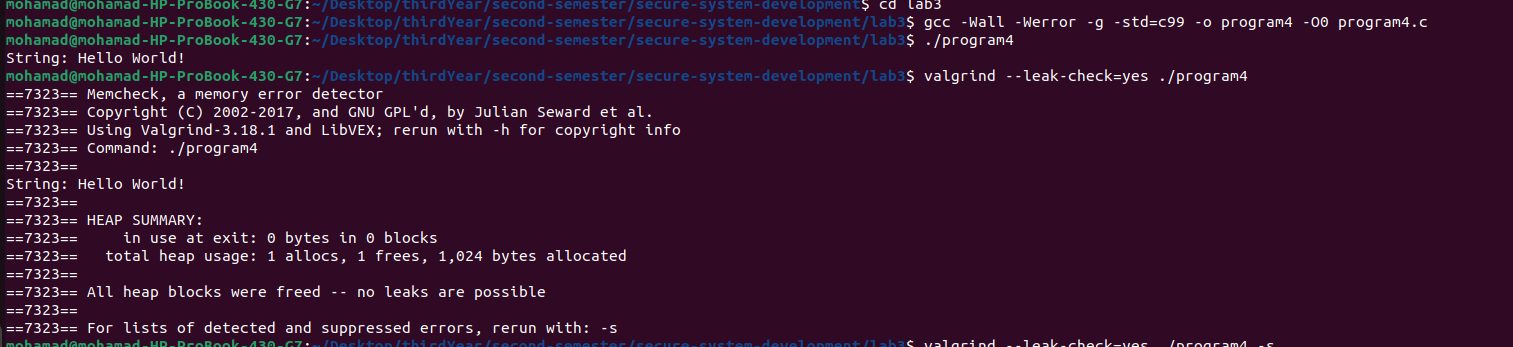 mohamad@mohamad-HP-ProBook-430-G7:~/Desktop/thirdYear/second-semester/secure-system-development$ cd lab3
mohamad@mohamad-HP-ProBook-430-G7:~/Desktop/thirdYear/second-semester/secure-system-development/lab3$ gcc -Wall -Werror -g -std=c99 -o program4 -O0 program4.c
mohamad@mohamad-HP-ProBook-430-G7:~/Desktop/thirdYear/second-semester/secure-system-development/lab3$ ./program4
String: Hello World!
mohamad@mohamad-HP-ProBook-430-G7:~/Desktop/thirdYear/second-semester/secure-system-development/lab3$ valgrind --leak-check=yes ./program4
==7323== Memcheck, a memory error detector
==7323== Copyright (C) 2002-2017, and GNU GPL'd, by Julian Seward et al.
==7323== Using Valgrind-3.18.1 and LibVEX; rerun with -h for copyright info
==7323== Command: ./program4
==7323==
String: Hello World!
==7323==
==7323== HEAP SUMMARY:
==7323==     in use at exit: 0 bytes in 0 blocks
==7323==   total heap usage: 1 allocs, 1 frees, 1,024 bytes allocated
==7323==
==7323== All heap blocks were freed -- no leaks are possible
==7323==
==7323== For lists of detected and suppressed errors, rerun with: -s
mohamad@mohamad-HP-ProBook-430-G7:~/Desktop/thirdYear/second-semester/secure-system-development/lab3$ valgrind --leak-check=yes ./program4 -s